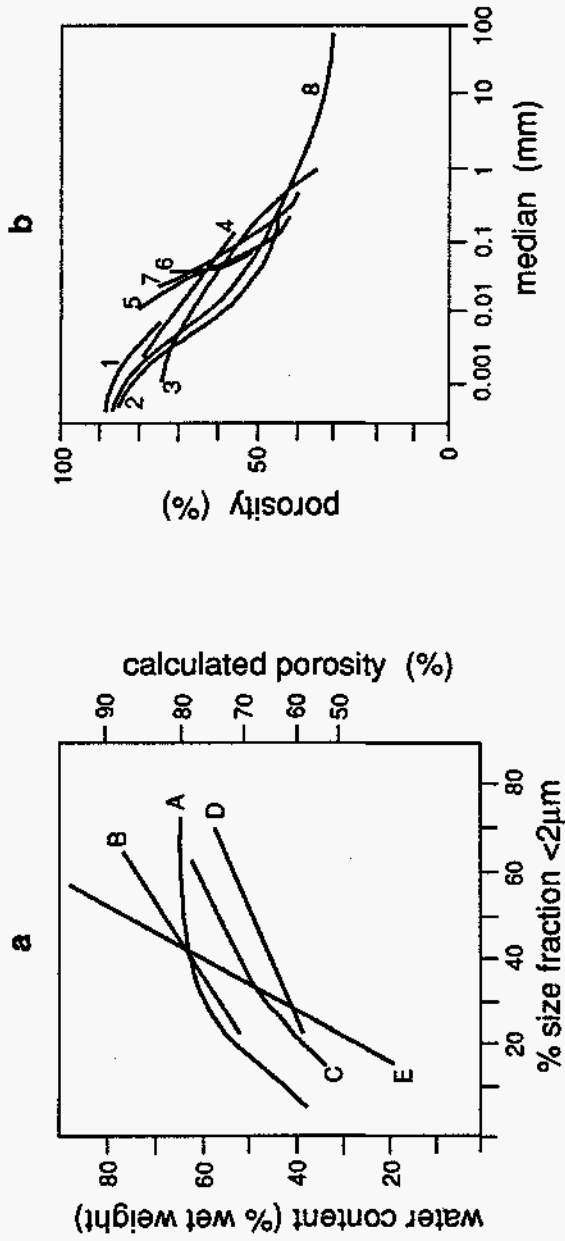 a
water content (% wet weight)
80
60
40
20
calculated porosity (%)
90
80
70
60
50
A
B
C
D
E
20
40
60
80
% size fraction <2μm
b
porosity (%)
100
50
0
1
2
3
4
5
6
7
8
0.001
0.01
0.1
1
10
100
median (mm)